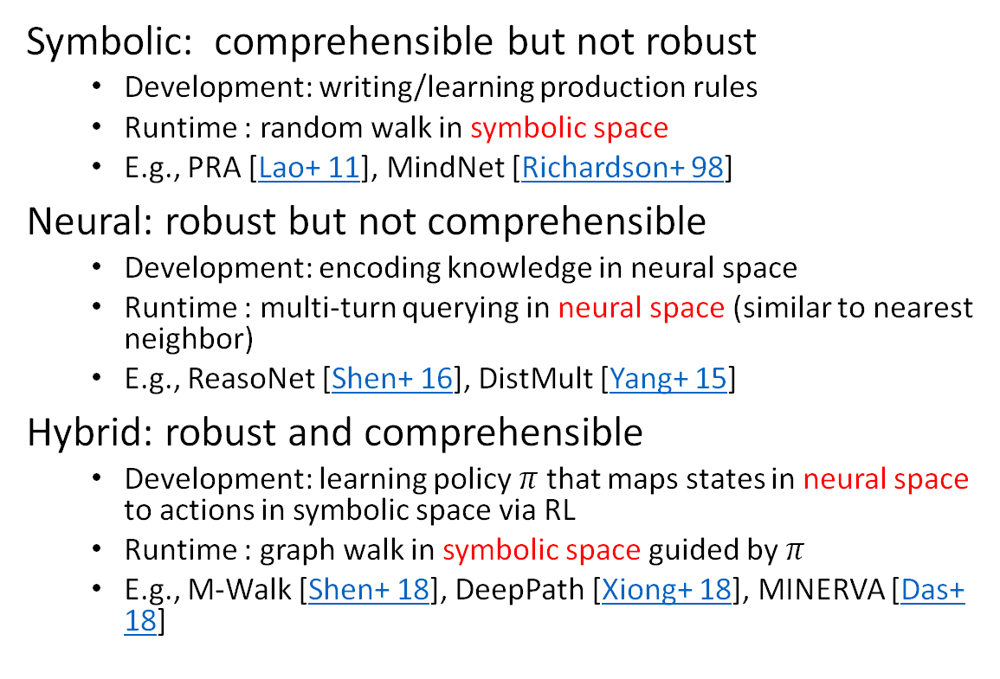 Symbolic:  comprehensible but not robust
• Development: writing/learning production rules
• Runtime : random walk in symbolic space
• E.g., PRA [Lao+ 11], MindNet [Richardson+ 98]
Neural: robust but not comprehensible
• Development: encoding knowledge in neural space
• Runtime : multi-turn querying in neural space (similar to nearest
neighbor)
• E.g., ReasoNet [Shen+ 16], DistMult [Yang+ 15]
Hybrid: robust and comprehensible
• Development: learning policy π that maps states in neural space
to actions in symbolic space via RL
• Runtime : graph walk in symbolic space guided by π
• E.g., M-Walk [Shen+ 18], DeepPath [Xiong+ 18], MINERVA [Das+
18]